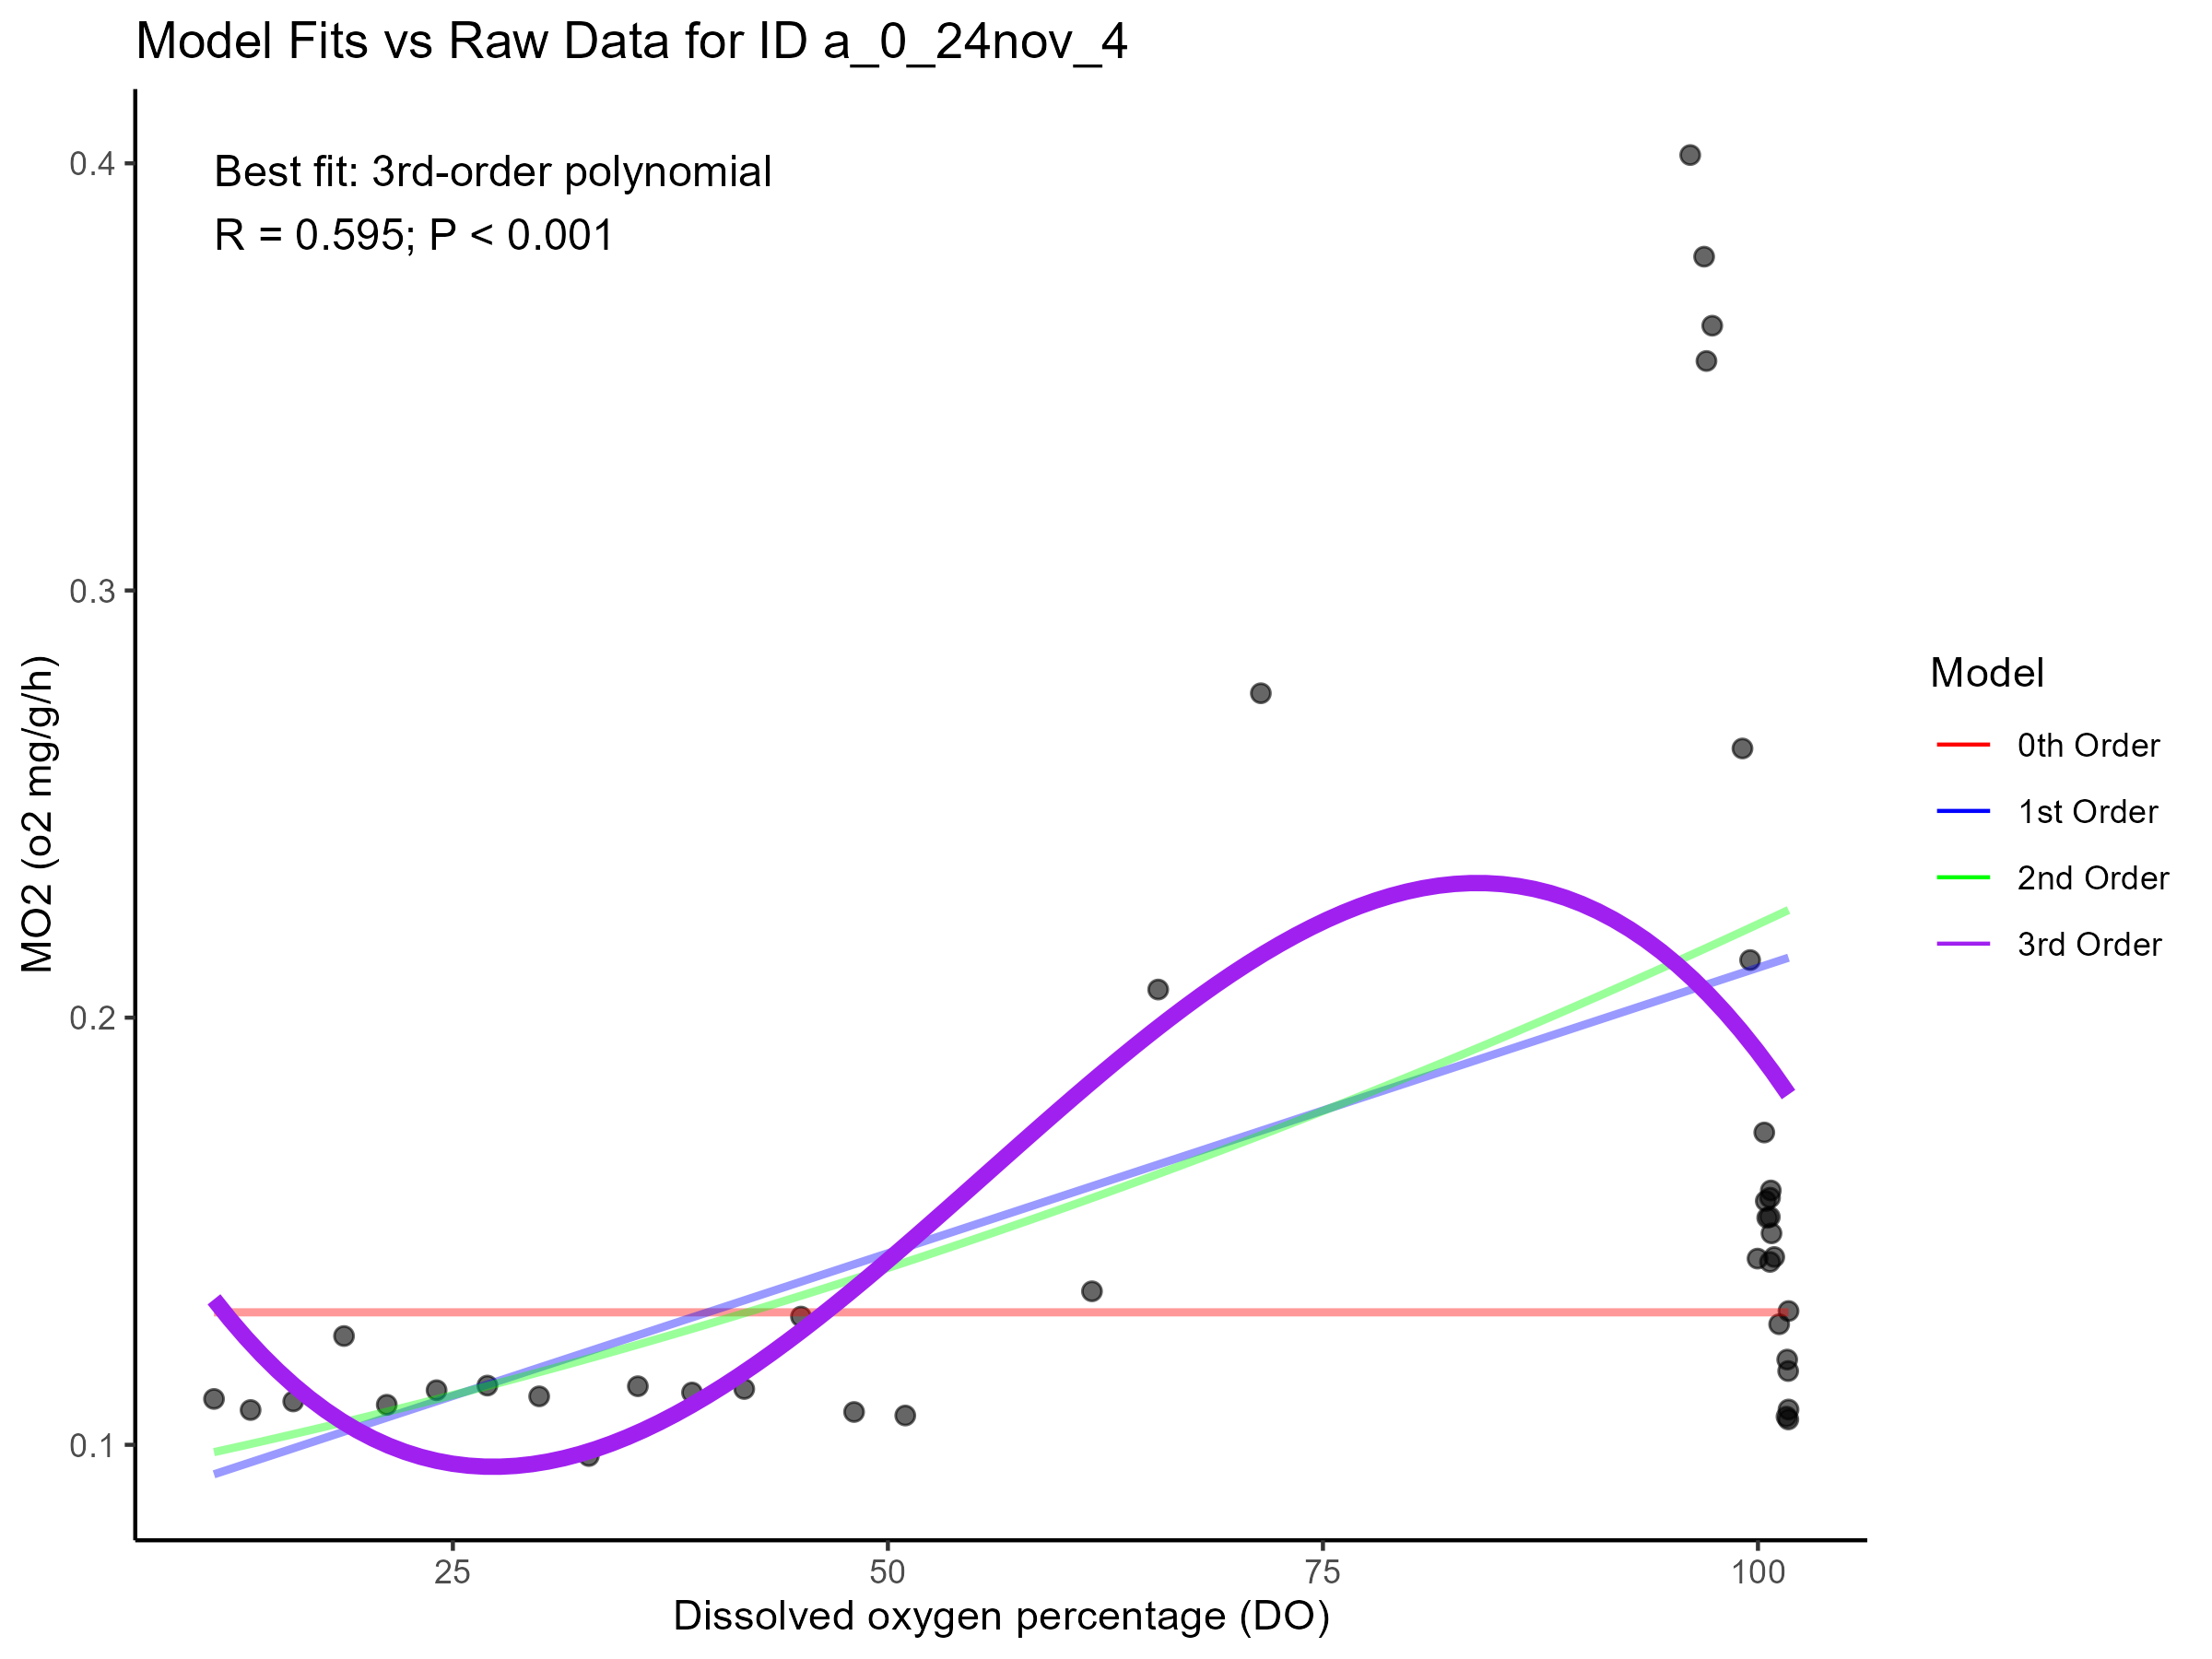 Model Fits vs Raw Data for ID a_0_24nov_4
Best fit: 3rd-order polynomial
R = 0.595; P < 0.001
0.4
0.3
0.2
0.1
MO2 (o2 mg/g/h)
25
50
75
100
Dissolved oxygen percentage (DO)
Model
0th Order
1st Order
2nd Order
3rd Order